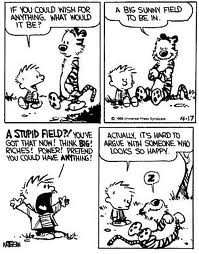 IF YOU COULD WISH FOR
ANYTHING, WHAT WOULD
IT BE?
A BIG SUNNY FIELD
TO BE IN.
© 1986 Universal Press Syndicate
4-17
A STUPID FIELD?! YOU'VE
GOT THAT NOW! THINK BIG!
RICHES! POWER! PRETEND
YOU COULD HAVE ANYTHING!
ACTUALLY, IT'S HARD TO
ARGUE WITH SOMEONE WHO
LOOKS SO HAPPY.
Z